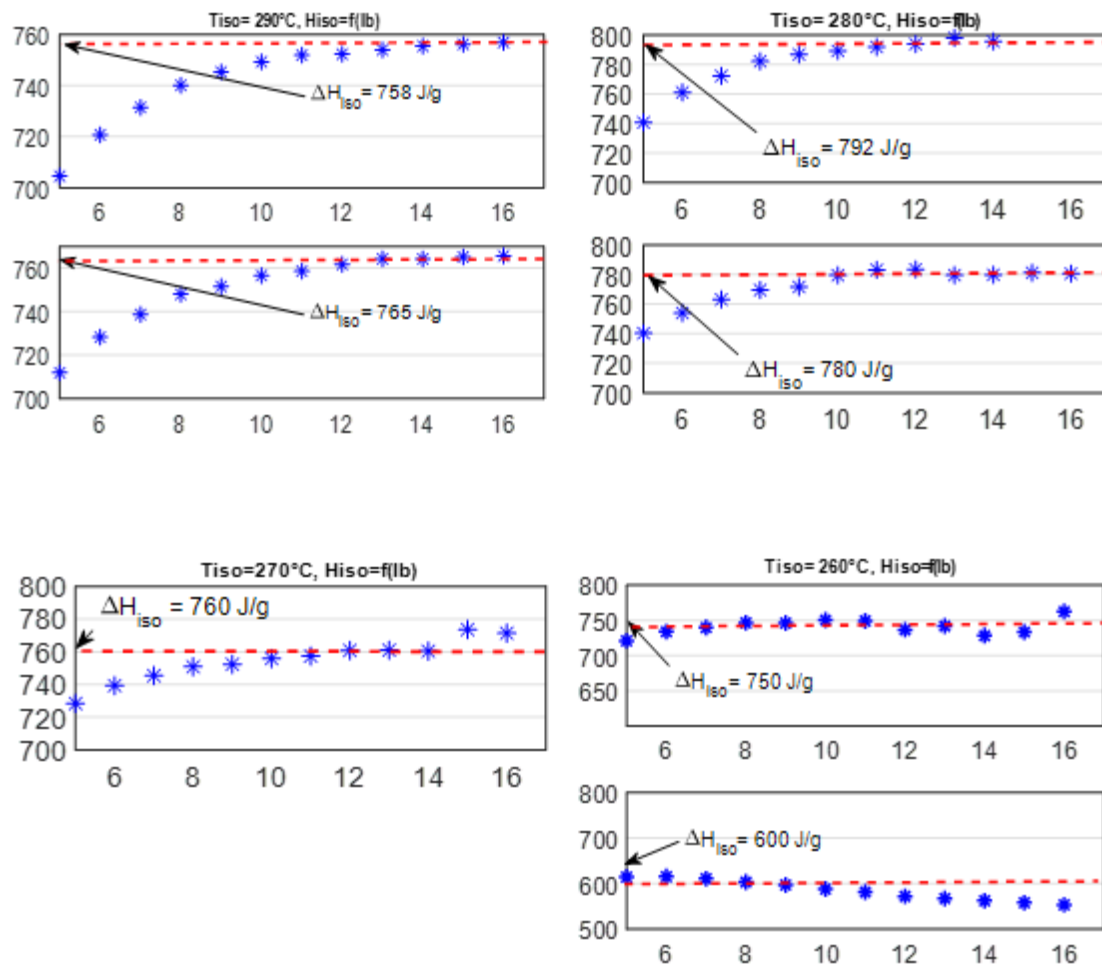 Tiso= 290°C, Hiso=f(Ib)
760
740
720
700
6 8 10 12 14 16
ΔHiso= 758 J/g
760
740
720
700
6 8 10 12 14 16
ΔHiso= 765 J/g
Tiso= 280°C, Hiso=f(Ib)
800
780
760
740
720
700
6 8 10 12 14 16
ΔHiso= 792 J/g
800
780
760
740
720
700
6 8 10 12 14 16
ΔHiso= 780 J/g
Tiso=270°C, Hiso=f(Ib)
800
780
760
740
720
700
6 8 10 12 14 16
ΔHiso = 760 J/g
Tiso= 260°C, Hiso=f(Ib)
800
750
700
650
6 8 10 12 14 16
ΔHiso= 750 J/g
800
700
600
500
6 8 10 12 14 16
ΔHiso= 600 J/g